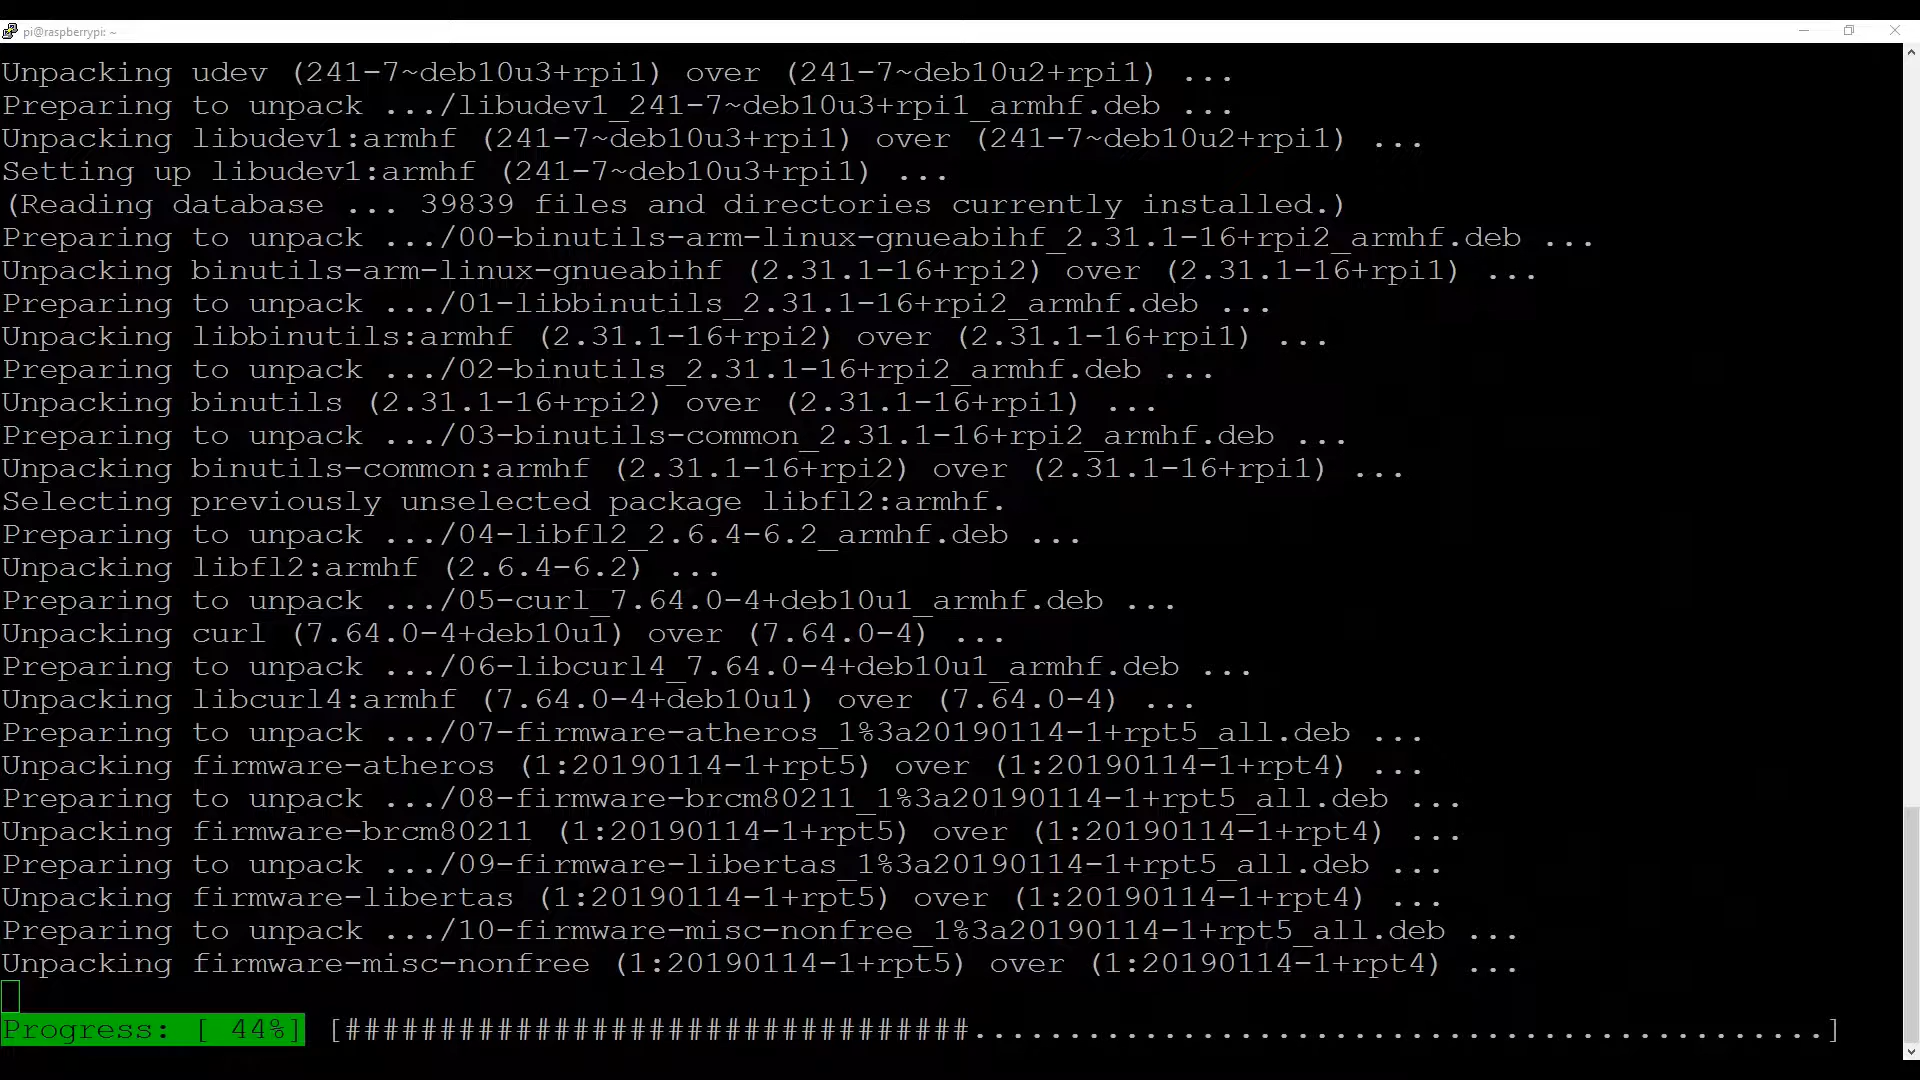 pi@raspberrypi: ~
Unpacking udev (241-7~deb10u3+rpi1) over (241-7~deb10u2+rpi1) ...
Preparing to unpack .../libudev1_241-7~deb10u3+rpi1_armhf.deb ...
Unpacking libudev1:armhf (241-7~deb10u3+rpi1) over (241-7~deb10u2+rpi1) ...
Setting up libudev1:armhf (241-7~deb10u3+rpi1) ...
(Reading database ... 39839 files and directories currently installed.)
Preparing to unpack .../00-binutils-arm-linux-gnueabihf_2.31.1-16+rpi2_armhf.deb ...
Unpacking binutils-arm-linux-gnueabihf (2.31.1-16+rpi2) over (2.31.1-16+rpi1) ...
Preparing to unpack .../01-libbinutils_2.31.1-16+rpi2_armhf.deb ...
Unpacking libbinutils:armhf (2.31.1-16+rpi2) over (2.31.1-16+rpi1) ...
Preparing to unpack .../02-binutils_2.31.1-16+rpi2_armhf.deb ...
Unpacking binutils (2.31.1-16+rpi2) over (2.31.1-16+rpi1) ...
Preparing to unpack .../03-binutils-common_2.31.1-16+rpi2_armhf.deb ...
Unpacking binutils-common:armhf (2.31.1-16+rpi2) over (2.31.1-16+rpi1) ...
Selecting previously unselected package libfl2:armhf.
Preparing to unpack .../04-libfl2_2.6.4-6.2_armhf.deb ...
Unpacking libfl2:armhf (2.6.4-6.2) ...
Preparing to unpack .../05-curl_7.64.0-4+deb10u1_armhf.deb ...
Unpacking curl (7.64.0-4+deb10u1) over (7.64.0-4) ...
Preparing to unpack .../06-libcurl4_7.64.0-4+deb10u1_armhf.deb ...
Unpacking libcurl4:armhf (7.64.0-4+deb10u1) over (7.64.0-4) ...
Preparing to unpack .../07-firmware-atheros_1%3a20190114-1+rpt5_all.deb ...
Unpacking firmware-atheros (1:20190114-1+rpt5) over (1:20190114-1+rpt4) ...
Preparing to unpack .../08-firmware-brcm80211_1%3a20190114-1+rpt5_all.deb ...
Unpacking firmware-brcm80211 (1:20190114-1+rpt5) over (1:20190114-1+rpt4) ...
Preparing to unpack .../09-firmware-libertas_1%3a20190114-1+rpt5_all.deb ...
Unpacking firmware-libertas (1:20190114-1+rpt5) over (1:20190114-1+rpt4) ...
Preparing to unpack .../10-firmware-misc-nonfree_1%3a20190114-1+rpt5_all.deb ...
Unpacking firmware-misc-nonfree (1:20190114-1+rpt5) over (1:20190114-1+rpt4) ...
Progress: [ 44%] [#################################.............................................]